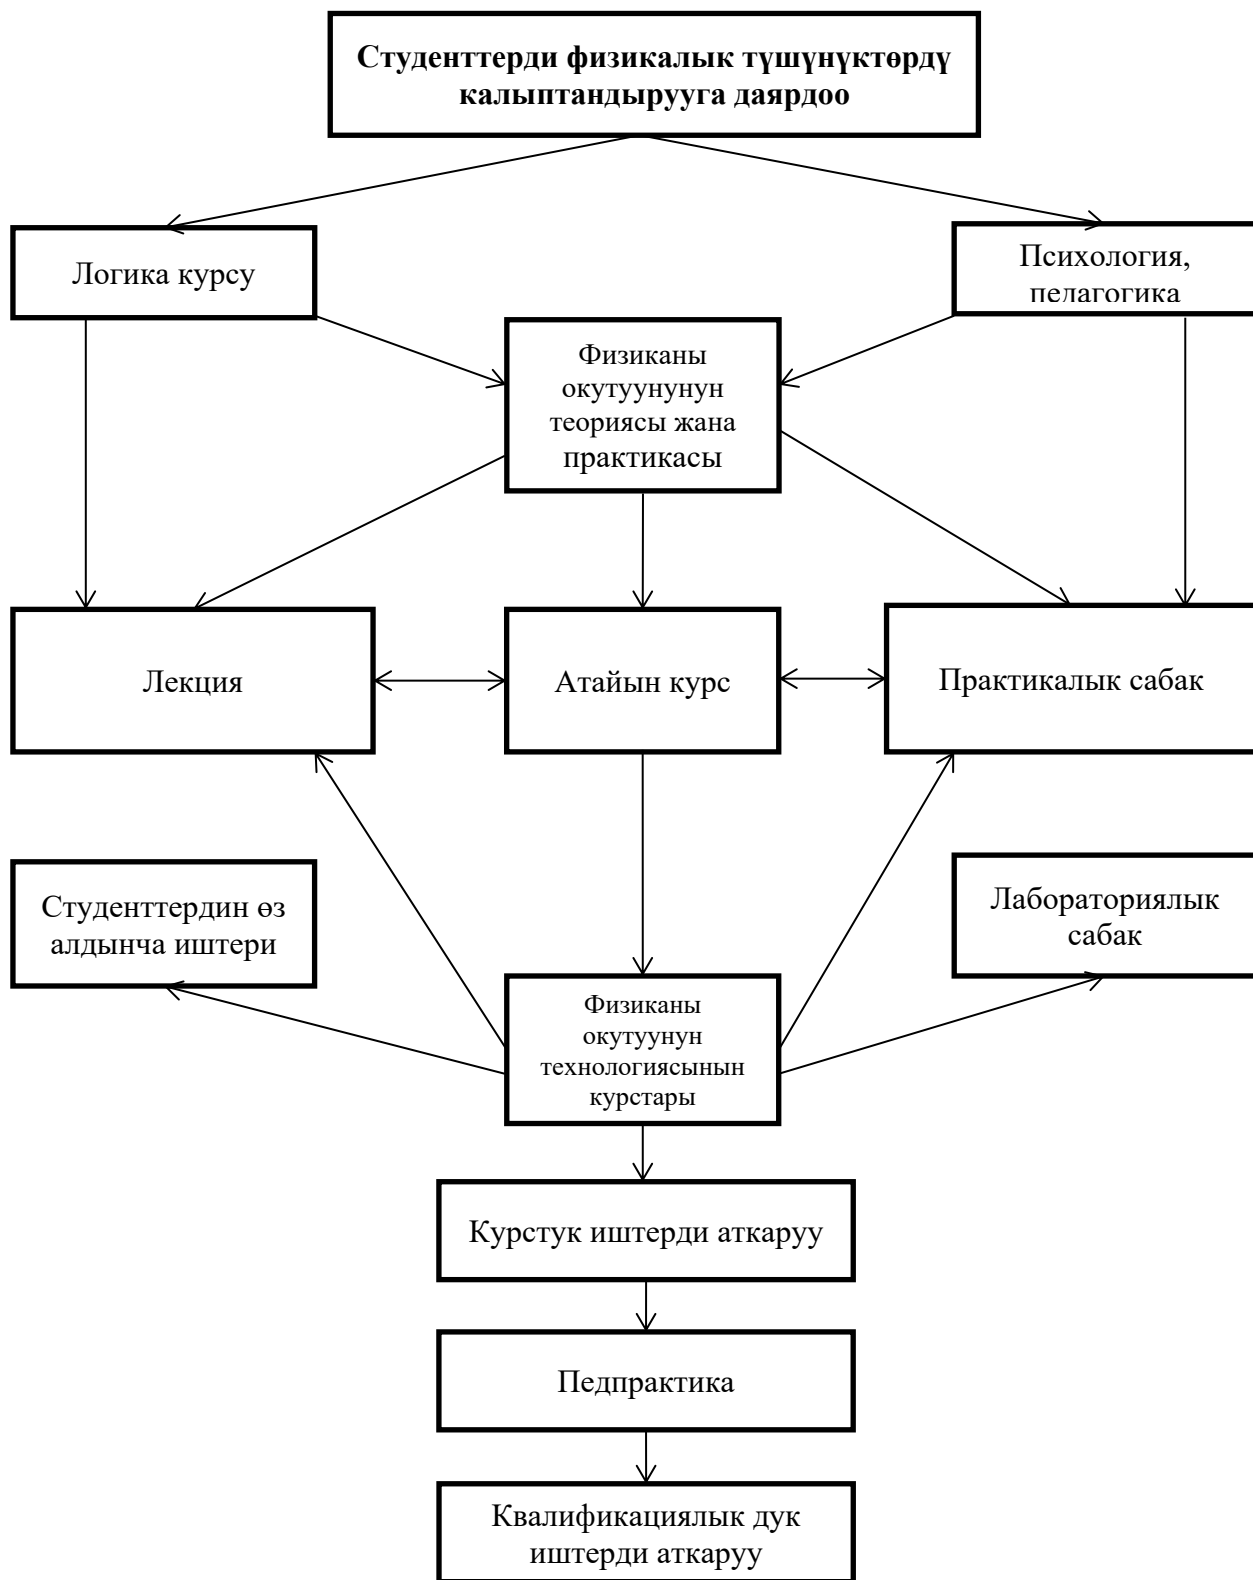 Студенттерди физикалык түшүнүктөрдү
калыптандырууга даярдоо
Логика курсу
Психология,
педагогика
Физиканы
окутуунунун
теориясы жана
практикасы
Лекция
Атайын курс
Практикалык сабак
Студенттердин өз
алдынча иштери
Лабораториялык
сабак
Физиканы
окутуунун
технологиясынын
курстары
Курстук иштерди аткаруу
Педпрактика
Квалификациялык дук
иштерди аткаруу